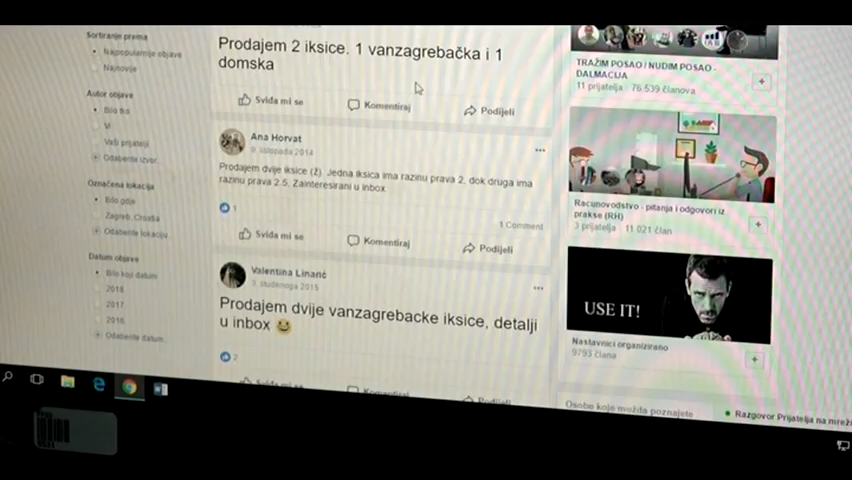 Sortiranje prema
Najpopularnije objave
Najnovije
Autor objave
Bilo tko
Vi
Vaši prijatelji
Odaberite izvor...
Označena lokacija
Bilo gdje
Zagreb, Croatia
Odaberite lokaciju...
Datum objave
Bilo koji datum
2018
2017
2016
Odaberite datum...
Prodajem 2 iksice. 1 vanzagrebačka i 1
domska
Sviđa mi se
Komentiraj
Podijeli
Ana Horvat
9. listopada 2014
Prodajem dvije iksice (Ž). Jedna iksica ima razinu prava 2, dok druga ima
razinu prava 2.5. Zainteresirani u inbox
1
1 Comment
Sviđa mi se
Komentiraj
Podijeli
Valentina Linarić
3. studenoga 2015
Prodajem dvije vanzagrebacke iksice, detalji
u inbox
2
Sviđa mi se
Komentiraj
Podijeli
TRAŽIM POSAO / NUDIM POSAO -
DALMACIJA
11 prijatelja · 76 539 članova
Računovodstvo - pitanja i odgovori iz
prakse (RH)
3 prijatelja · 11 021 član
USE IT!
Nastavnici organizirano
9793 člana
Osobe koje možda poznajete
Razgovor Prijatelja na mreži